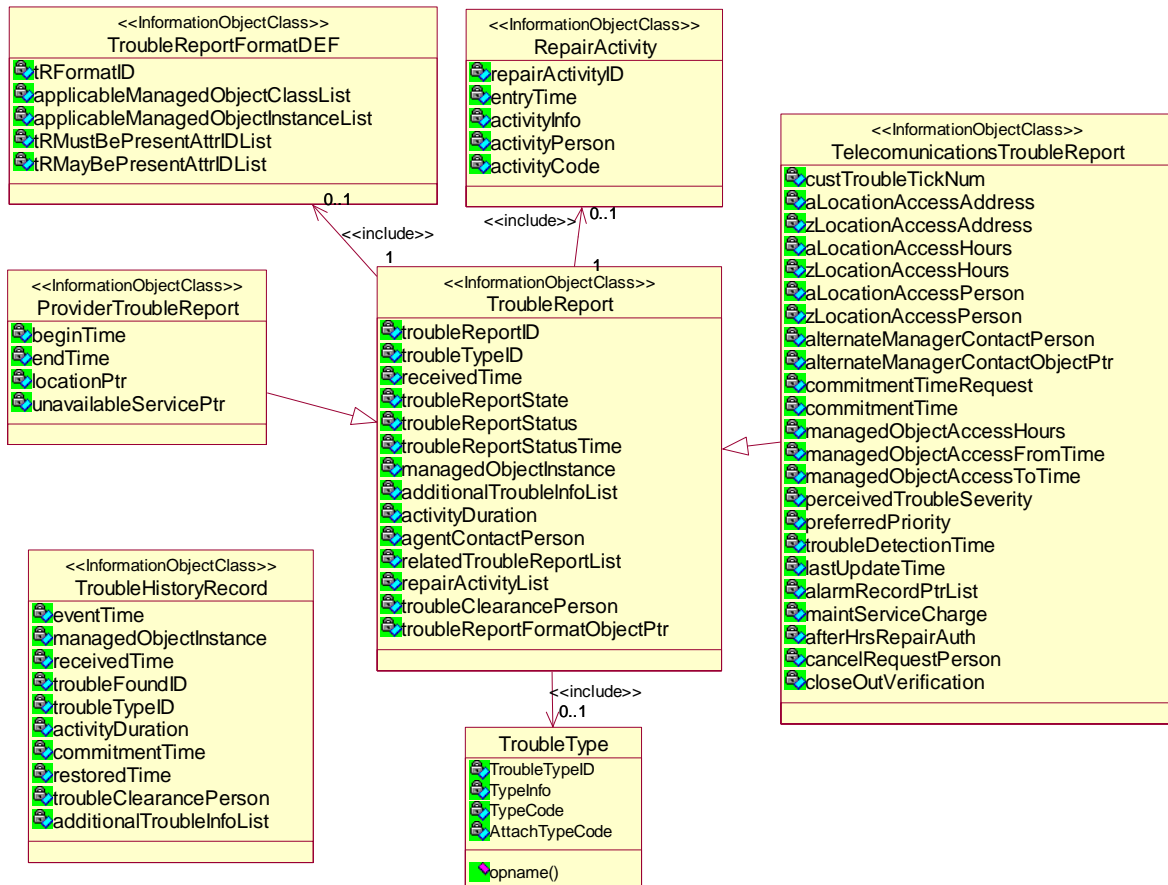 <<InformationObjectClass>>
TroubleReportFormatDEF
tRFormatID
applicableManagedObjectClassList
applicableManagedObjectInstanceList
tRMustBePresentAttrIDList
tRMayBePresentAttrIDList
<<InformationObjectClass>>
RepairActivity
repairActivityID
entryTime
activityInfo
activityPerson
activityCode
<<InformationObjectClass>>
TelecomunicationsTroubleReport
custTroubleTickNum
aLocationAccessAddress
zLocationAccessAddress
aLocationAccessHours
zLocationAccessHours
aLocationAccessPerson
zLocationAccessPerson
alternateManagerContactPerson
alternateManagerContactObjectPtr
commitmentTimeRequest
commitmentTime
managedObjectAccessHours
managedObjectAccessFromTime
managedObjectAccessToTime
perceivedTroubleSeverity
preferredPriority
troubleDetectionTime
lastUpdateTime
alarmRecordPtrList
maintServiceCharge
afterHrsRepairAuth
cancelRequestPerson
closeOutVerification
0..1
<<include>>
1
0..1
<<include>>
1
<<InformationObjectClass>>
ProviderTroubleReport
beginTime
endTime
locationPtr
unavailableServicePtr
<<InformationObjectClass>>
TroubleReport
troubleReportID
troubleTypeID
receivedTime
troubleReportState
troubleReportStatus
troubleReportStatusTime
managedObjectInstance
additionalTroubleInfoList
activityDuration
agentContactPerson
relatedTroubleReportList
repairActivityList
troubleClearancePerson
troubleReportFormatObjectPtr
<<InformationObjectClass>>
TroubleHistoryRecord
eventTime
managedObjectInstance
receivedTime
troubleFoundID
troubleTypeID
activityDuration
commitmentTime
restoredTime
troubleClearancePerson
additionalTroubleInfoList
<<include>>
0..1
TroubleType
TroubleTypeID
TypeInfo
TypeCode
AttachTypeCode
opname()